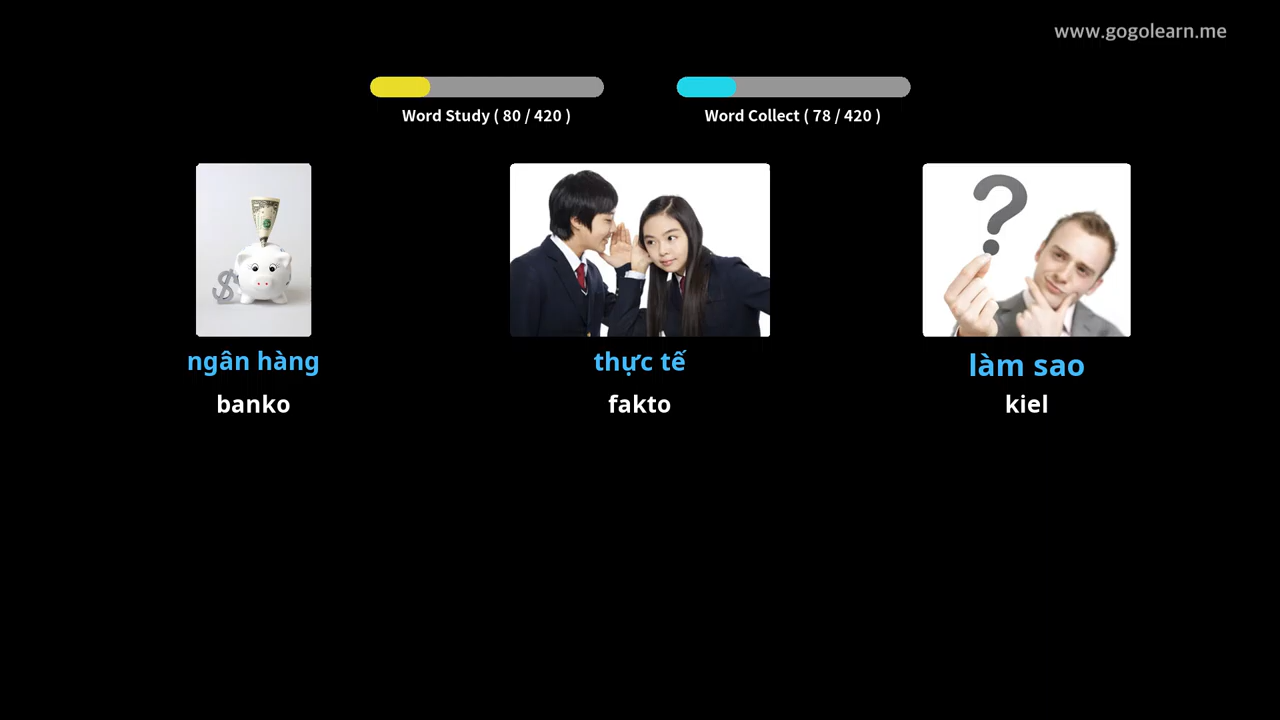 www.gogolearn.me
Word Study ( 80 / 420 )
Word Collect ( 78 / 420 )
ngân hàng
thực tế
làm sao
banko
fakto
kiel